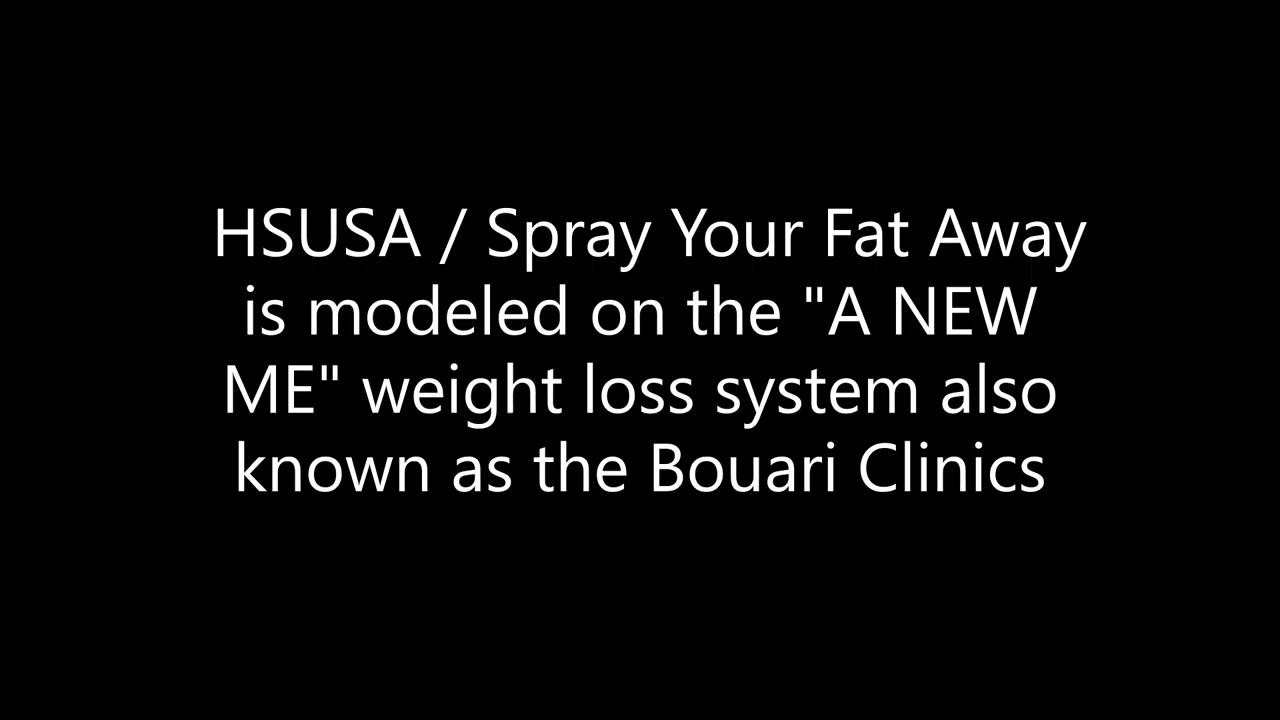 HSUSA / Spray Your Fat Away
is modeled on the "A NEW
ME" weight loss system also
known as the Bouari Clinics